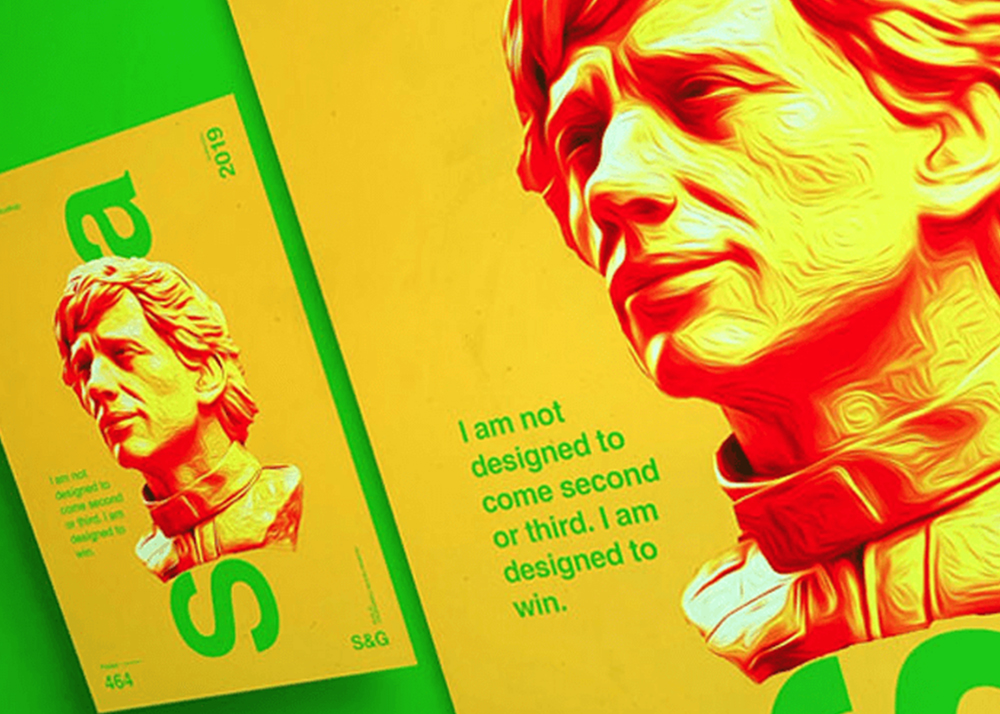 2019
a
I am not
designed to
come second
or third. I am
designed to
win.
S
S&G
464
I am not
designed to
come second
or third. I am
designed to
win.